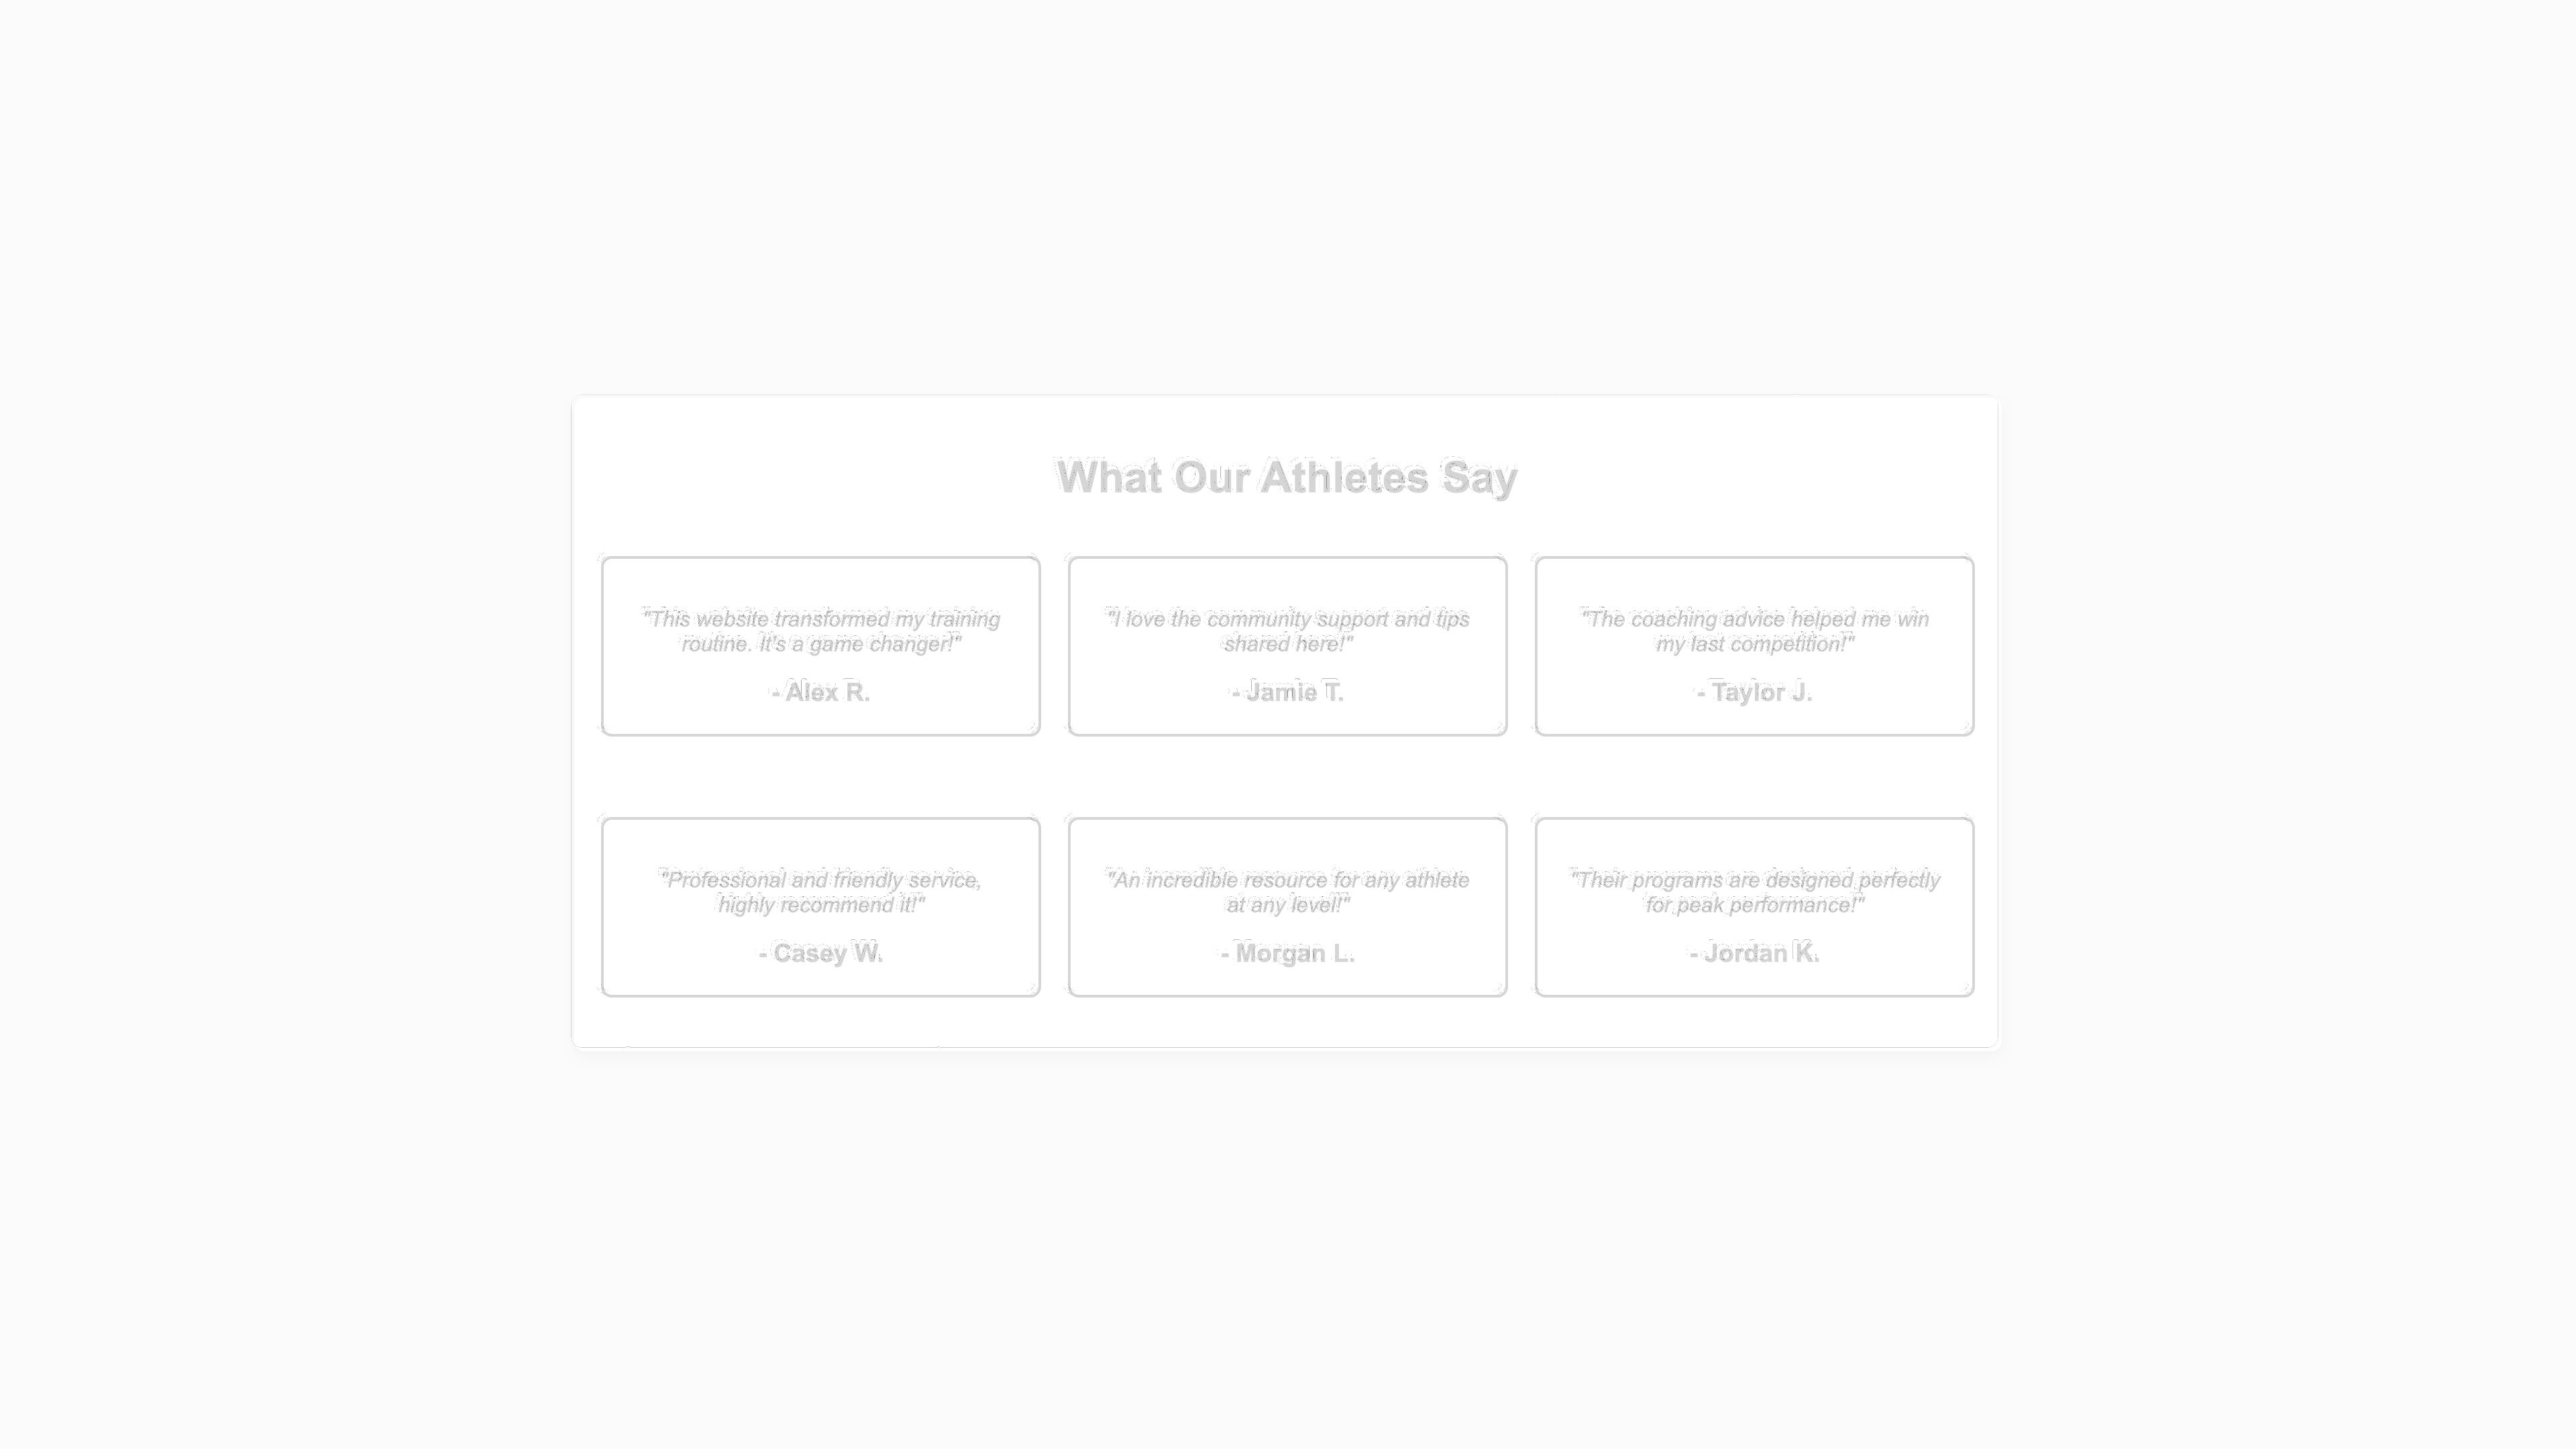 What Our Athletes Say
"This website transformed my training
routine. It's a game changer!"
- Alex R.
"I love the community support and tips
shared here!"
- Jamie T.
"The coaching advice helped me win
my last competition!"
- Taylor J.
"Professional and friendly service,
highly recommend it!"
- Casey W.
"An incredible resource for any athlete
at any level!"
- Morgan L.
"Their programs are designed perfectly
for peak performance!"
- Jordan K.